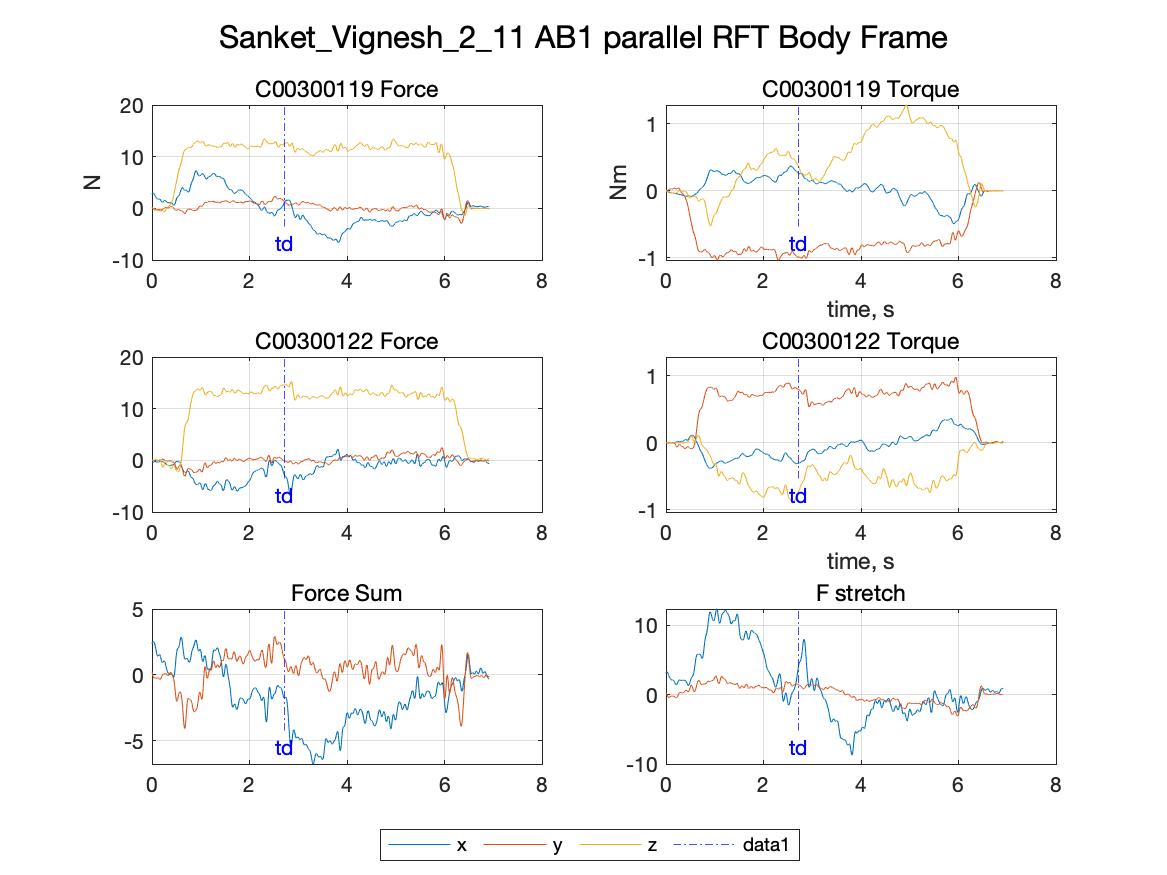 Sanket_Vignesh_2_11 AB1 parallel RFT Body Frame
C00300119 Force
20
10
0
-10
N
td
0 2 4 6 8
C00300119 Torque
1
0
-1
Nm
td
0 2 4 6 8
time, s
C00300122 Force
20
10
0
-10
td
0 2 4 6 8
C00300122 Torque
1
0
-1
td
0 2 4 6 8
time, s
Force Sum
5
0
-5
td
0 2 4 6 8
F stretch
10
0
-10
td
0 2 4 6 8
x y z data1